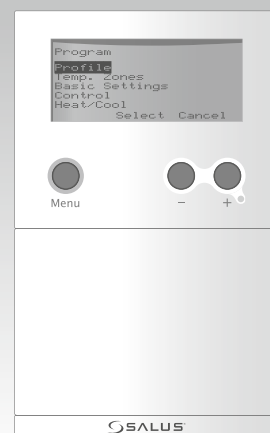 Program
Profile
Temp. Zones
Basic Settings
Control
Heat/Cool
Select Cancel
Menu
- +
SALUS